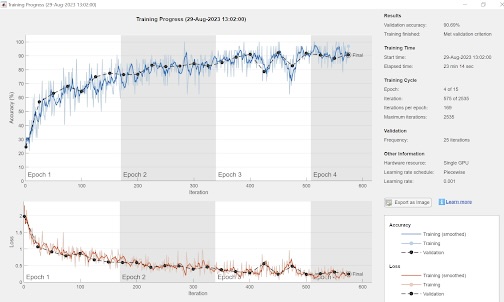 Training Progress (29-Aug-2023 13:02:00)
Training Progress (29-Aug-2023 13:02:00)
Accuracy (%)
100
90
80
70
60
50
40
30
20
10
0
Final
Epoch 1
Epoch 2
Epoch 3
Epoch 4
0
100
200
300
400
500
600
Iteration
Loss
2
1.5
1
0.5
0
Final
Epoch 1
Epoch 2
Epoch 3
0
100
200
300
400
500
600
Iteration
Results
Validation accuracy:
Training finished: Met validation criterion
Training Time
Start time: 29-Aug-2023 13:02:00
Elapsed time: 23 min 14 sec
Training Cycle
Epoch: 4 of 15
Iteration: 575 of 2535
Iterations per epoch: 169
Maximum iterations: 2535
Validation
Frequency: 25 iterations
Other Information
Hardware resource: Single GPU
Learning rate schedule: Piecewise
Learning rate: 0.001
Export as Image
Learn more
Accuracy
Training (smoothed)
Training
Validation
Loss
Training (smoothed)
Training
Validation